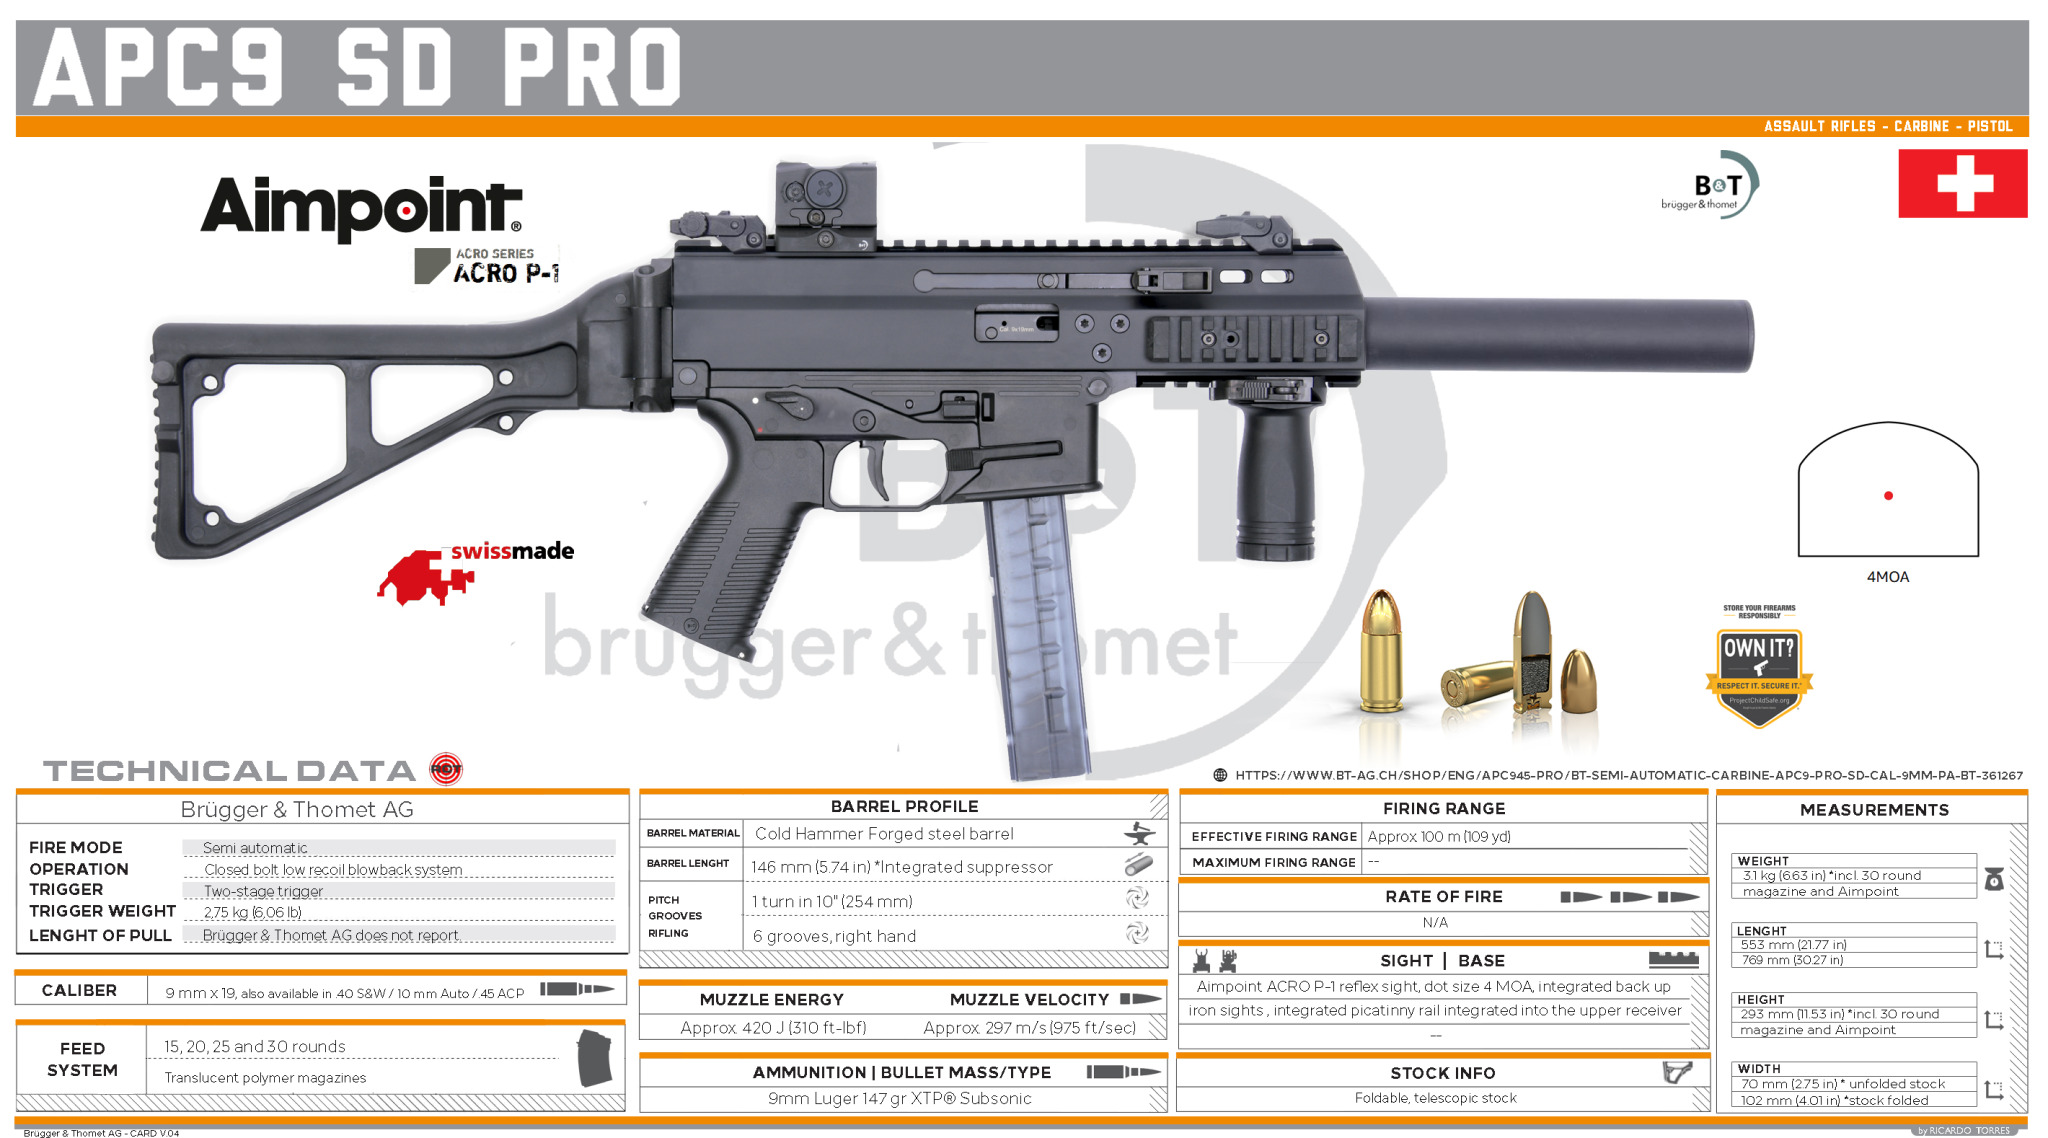 APC9 SD PRO
ASSAULT RIFLES - CARBINE - PISTOL
Aimpoint®
ACRO SERIES
ACRO P-1
B&T
brügger & thomet
B&T
Cal. 9x19mm
B&T
brügger & thomet
swissmade
4MOA
STORE YOUR FIREARMS
RESPONSIBLY
OWN IT?
RESPECT IT. SECURE IT.
ProjectChildSafe.org
TECHNICAL DATA
HTTPS://WWW.BT-AG.CH/SHOP/ENG/APC945-PRO/BT-SEMI-AUTOMATIC-CARBINE-APC9-PRO-SD-CAL-9MM-PA-BT-361267
Brügger & Thomet AG
FIRE MODE Semi automatic
OPERATION Closed bolt low recoil blowback system
TRIGGER Two-stage trigger
TRIGGER WEIGHT 2,75 kg (6,06 lb)
LENGHT OF PULL Brügger & Thomet AG does not report.
CALIBER 9 mm x 19, also available in .40 S&W / 10 mm Auto /.45 ACP
FEED
SYSTEM
15, 20, 25 and 30 rounds
Translucent polymer magazines
BARREL PROFILE
BARREL MATERIAL Cold Hammer Forged steel barrel
BARREL LENGHT 146 mm (5.74 in) *Integrated suppressor
PITCH
GROOVES
RIFLING
1 turn in 10" (254 mm)
6 grooves, right hand
MUZZLE ENERGY MUZZLE VELOCITY
Approx. 420 J (310 ft-lbf) Approx. 297 m/s (975 ft/sec)
AMMUNITION | BULLET MASS/TYPE
9mm Luger 147 gr XTP® Subsonic
FIRING RANGE
EFFECTIVE FIRING RANGE Approx 100 m (109 yd)
MAXIMUM FIRING RANGE --
RATE OF FIRE
N/A
SIGHT | BASE
Aimpoint ACRO P-1 reflex sight, dot size 4 MOA, integrated back up
iron sights , integrated picatinny rail integrated into the upper receiver
--
STOCK INFO
Foldable, telescopic stock
MEASUREMENTS
WEIGHT
3.1 kg (6.63 in) *incl. 30 round
magazine and Aimpoint
LENGHT
553 mm (21.77 in)
769 mm (30.27 in)
HEIGHT
293 mm (11.53 in) *incl. 30 round
magazine and Aimpoint
WIDTH
70 mm (2.75 in) * unfolded stock
102 mm (4.01 in) *stock folded
Brugger & Thomet AG - CARD V.04
by RICARDO TORRES